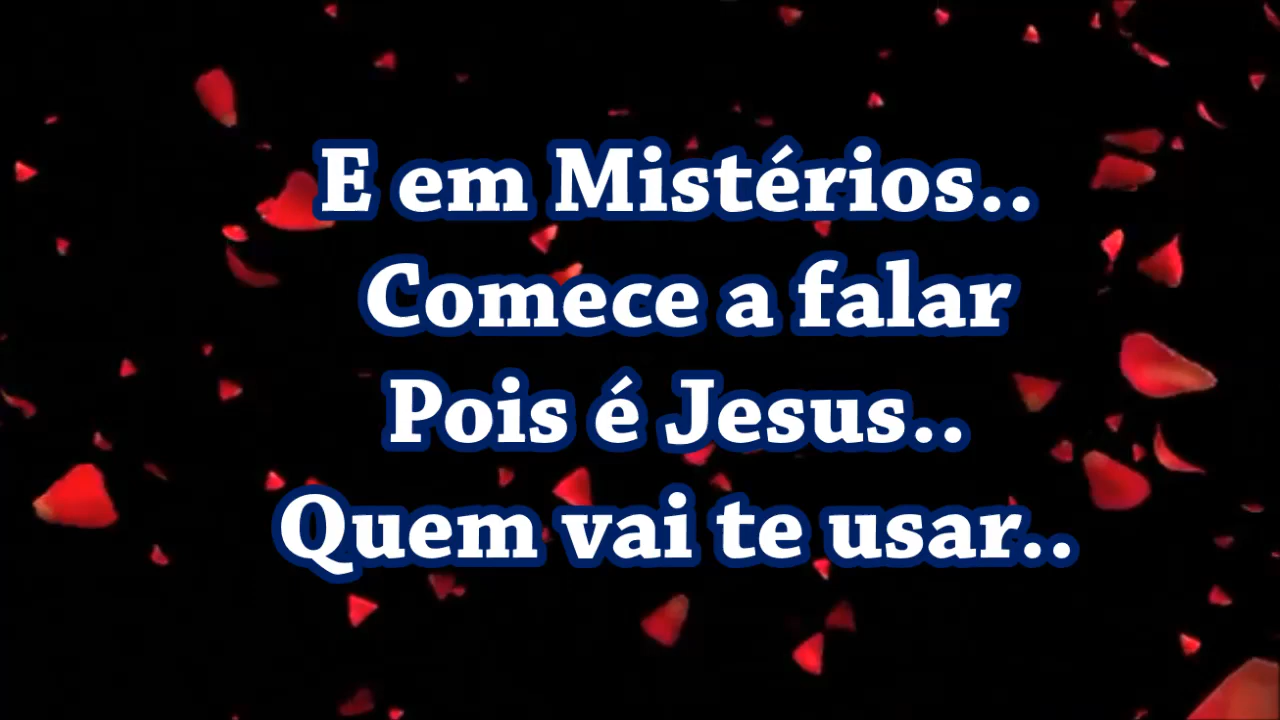 E em Mistérios..
Comece a falar
Pois é Jesus..
Quem vai te usar..